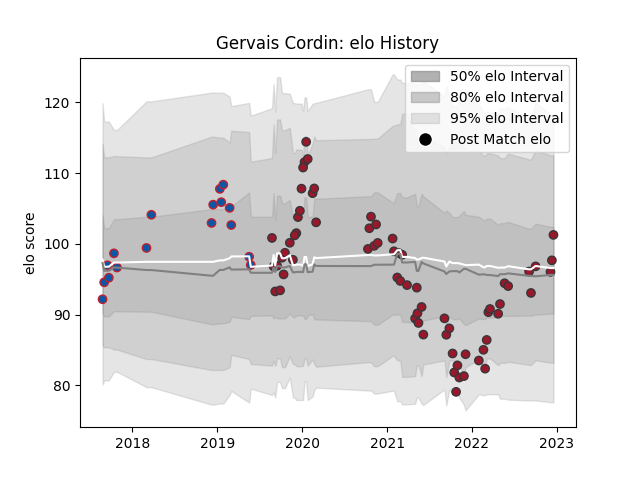 Gervais Cordin: elo History
50% elo Interval
80% elo Interval
95% elo Interval
Post Match elo
elo score
120
110
100
90
80
2018 2019 2020 2021 2022 2023